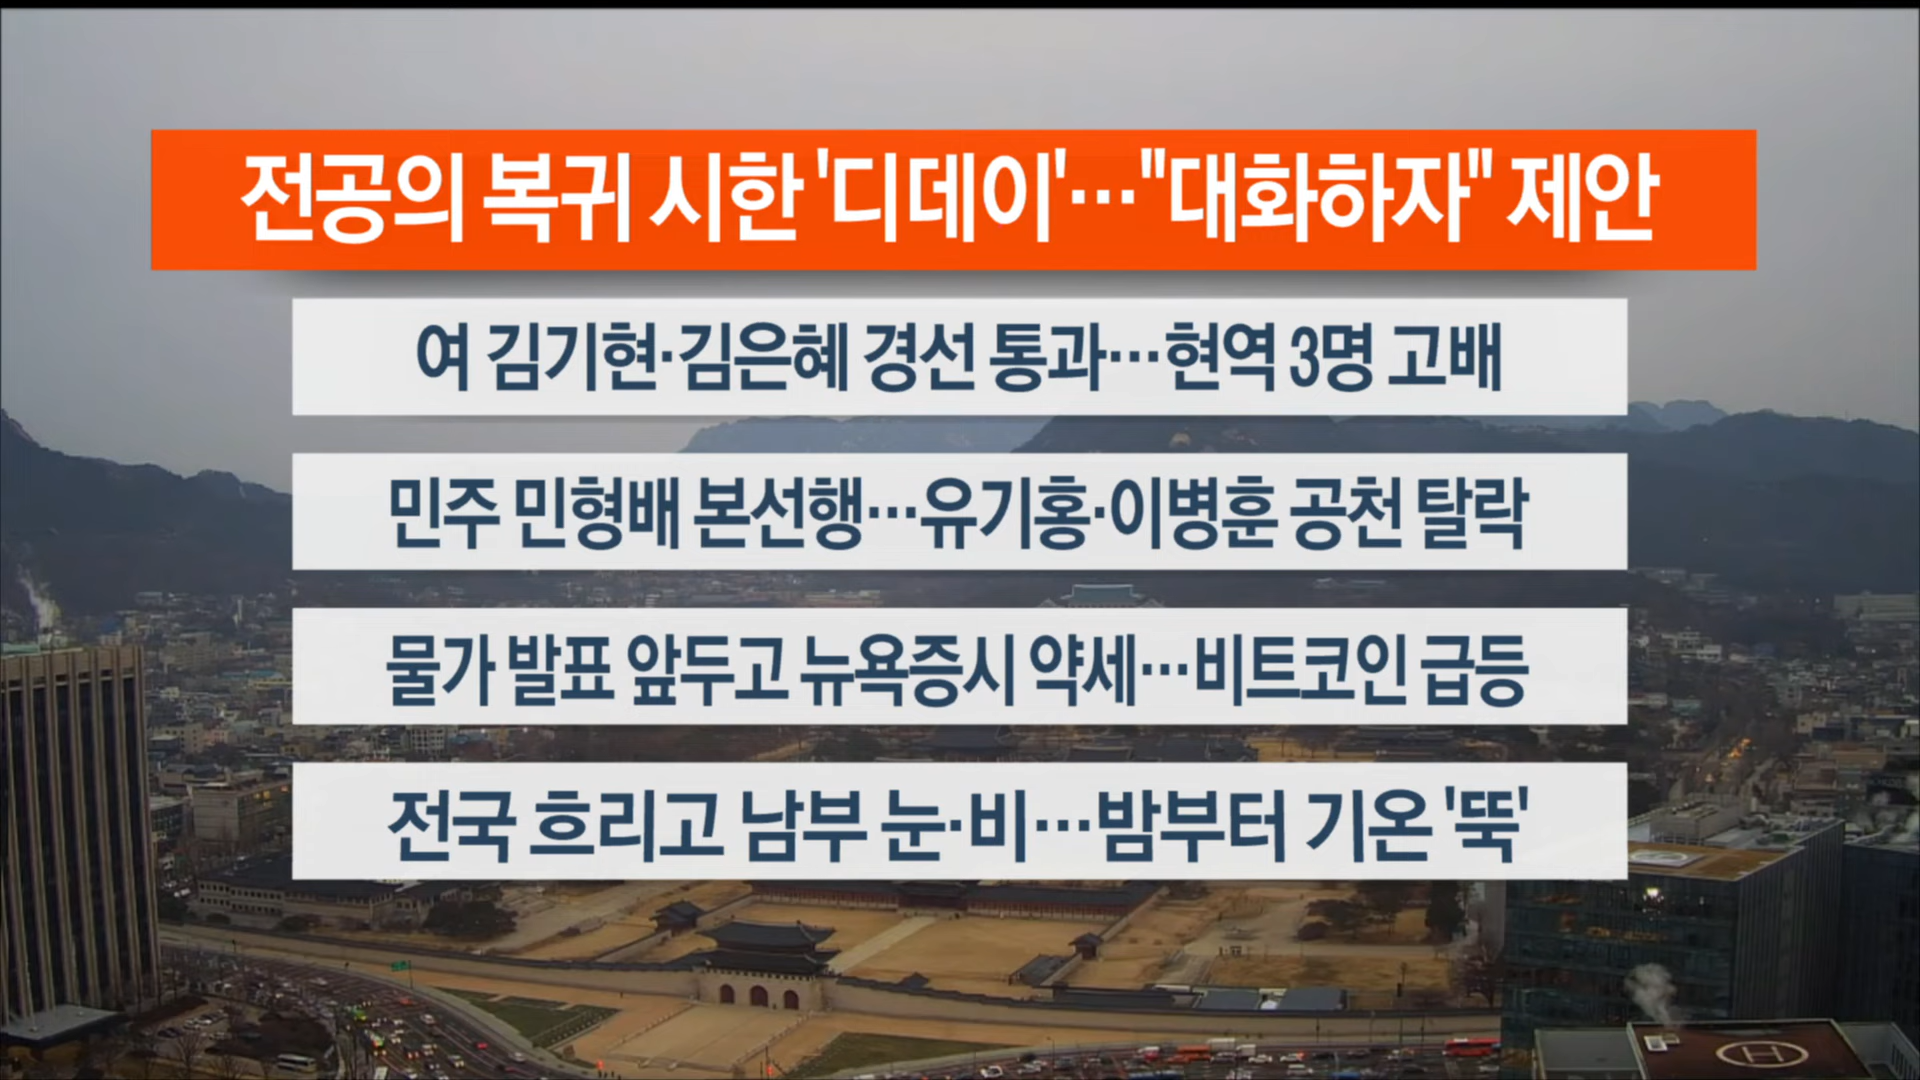 전공의 복귀 시한 '디데이'…"대화하자" 제안
여 김기현·김은혜 경선 통과…현역 3명 고배
민주 민형배 본선행…유기홍·이병훈 공천 탈락
물가 발표 앞두고 뉴욕증시 약세…비트코인 급등
전국 흐리고 남부 눈·비…밤부터 기온 '뚝'